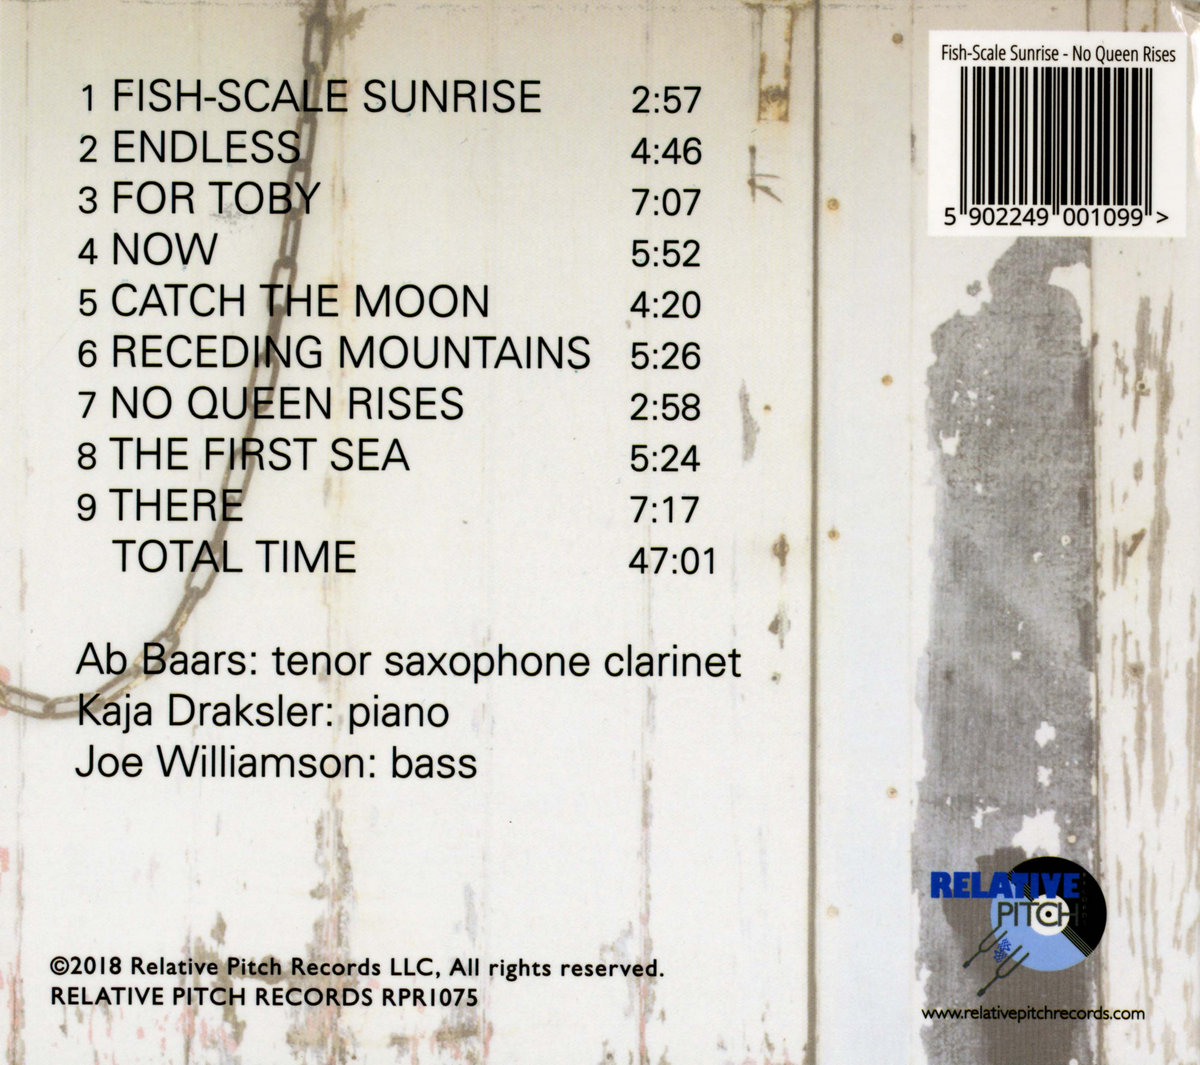 1 FISH-SCALE SUNRISE 2:57
2 ENDLESS 4:46
3 FOR TOBY 7:07
4 NOW 5:52
5 CATCH THE MOON 4:20
6 RECEDING MOUNTAINS 5:26
7 NO QUEEN RISES 2:58
8 THE FIRST SEA 5:24
9 THERE 7:17
TOTAL TIME 47:01
Ab Baars: tenor saxophone clarinet
Kaja Draksler: piano
Joe Williamson: bass
©2018 Relative Pitch Records LLC, All rights reserved.
RELATIVE PITCH RECORDS RPR1075
Fish-Scale Sunrise - No Queen Rises
5 902249 001099 >
RELATIVE
PITCH
www.relativepitchrecords.com